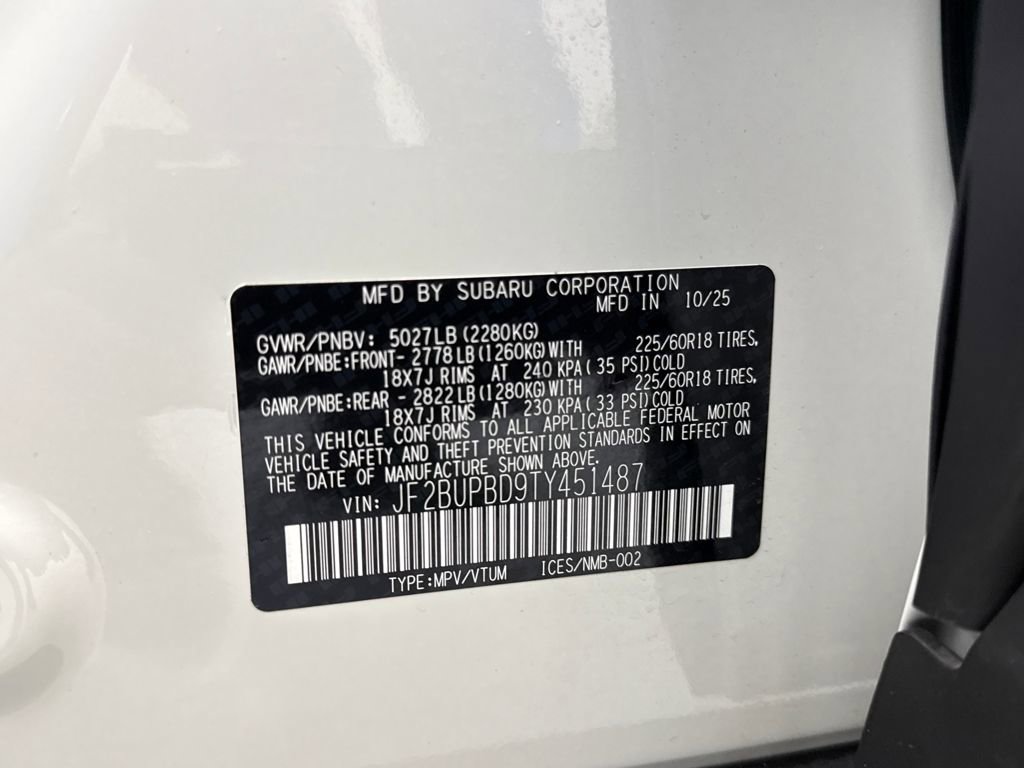 MFD BY SUBARU CORPORATION
MFD IN 10/25
GVWR/PNBV: 5027LB(2280KG)
GAWR/PNBE:FRONT- 2778LB(1260KG)WITH 225/60R18 TIRES,
18X7J RIMS AT 240 KPA( 35 PSI)COLD
GAWR/PNBE:REAR - 2822LB(1280KG)WITH 225/60R18 TIRES,
18X7J RIMS AT 230 KPA( 33 PSI)COLD
THIS VEHICLE CONFORMS TO ALL APPLICABLE FEDERAL MOTOR
VEHICLE SAFETY AND THEFT PREVENTION STANDARDS IN EFFECT ON
THE DATE OF MANUFACTURE SHOWN ABOVE.
VIN: JF2BUPBD9TY451487
TYPE:MPV/VTUM ICES/NMB-002